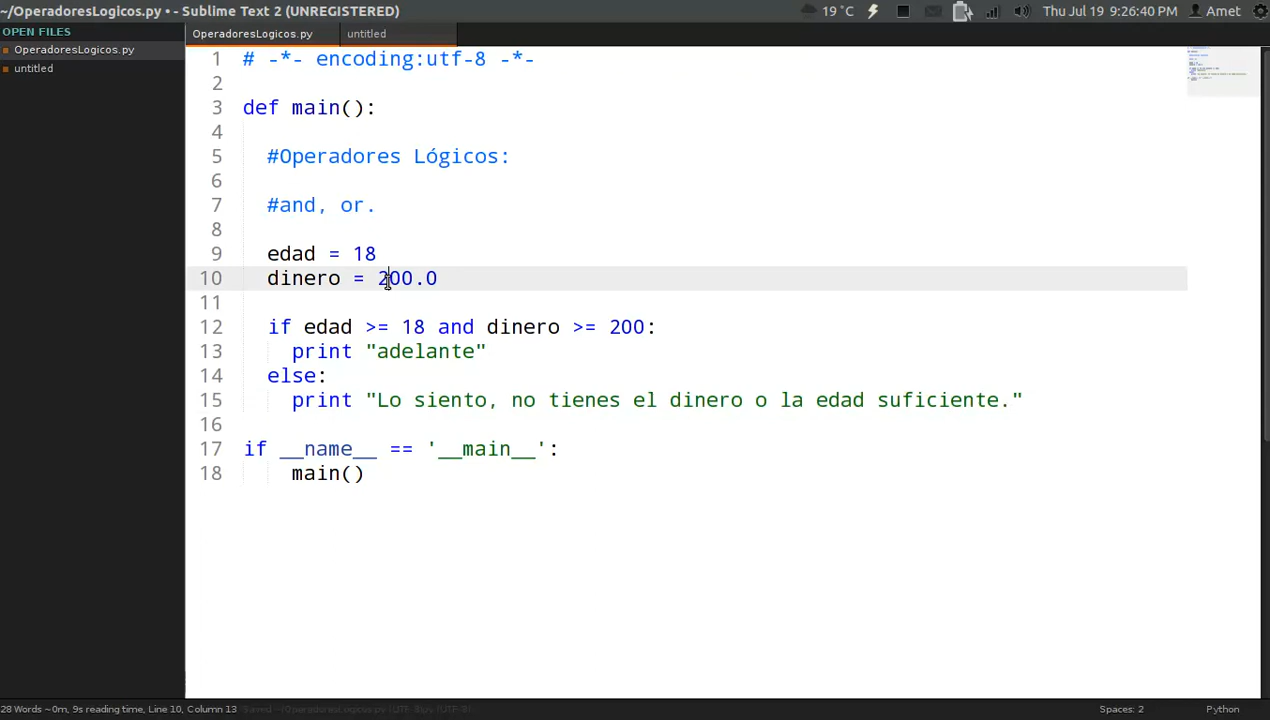 ~/OperadoresLogicos.py • - Sublime Text 2 (UNREGISTERED)
19 °C
Thu Jul 19 9:26:40 PM
Amet
OPEN FILES
OperadoresLogicos.py
untitled
OperadoresLogicos.py
untitled
1 # -*- encoding:utf-8 -*-
2
3 def main():
4
5 #Operadores Lógicos:
6
7 #and, or.
8
9 edad = 18
10 dinero = 200.0
11
12 if edad >= 18 and dinero >= 200:
13 print "adelante"
14 else:
15 print "Lo siento, no tienes el dinero o la edad suficiente."
16
17 if __name__ == '__main__':
18 main()
28 Words ~0m, 9s reading time, Line 10, Column 13
Spaces: 2
Python